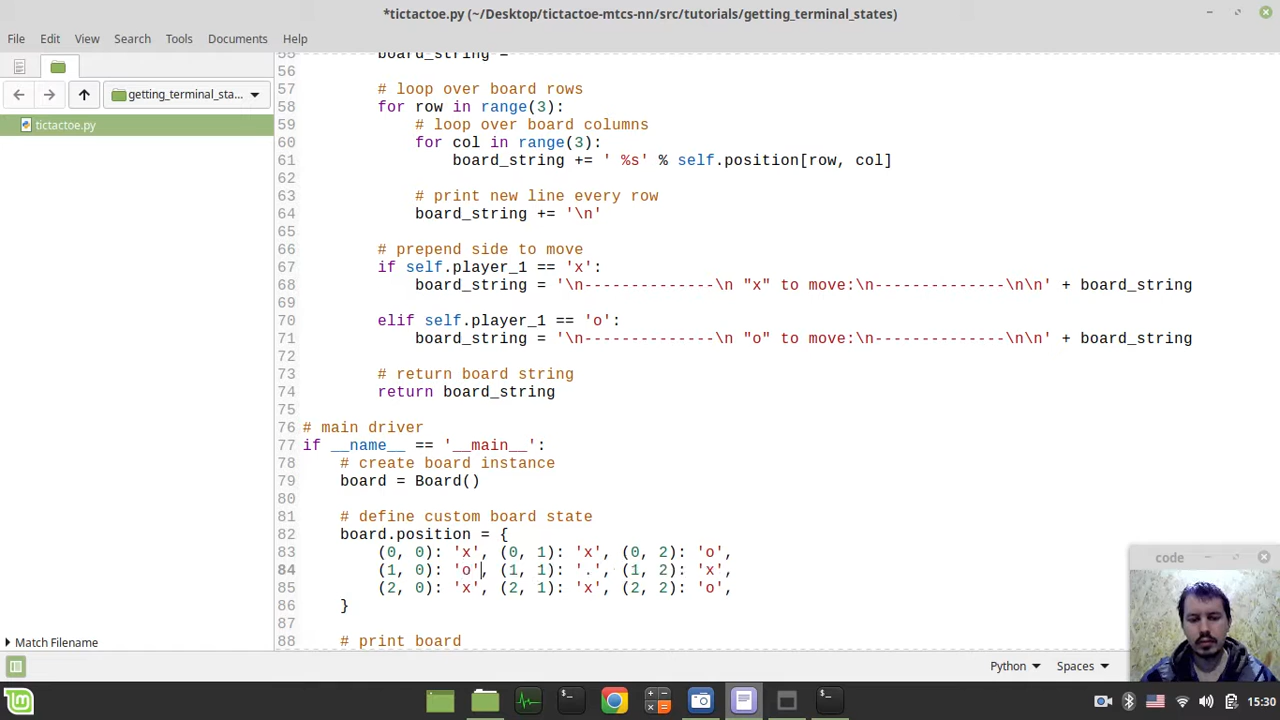 *tictactoe.py (~/Desktop/tictactoe-mtcs-nn/src/tutorials/getting_terminal_states)
File Edit View Search Tools Documents Help
getting_terminal_sta...
tictactoe.py
55 board_string = ''
56
57 # loop over board rows
58 for row in range(3):
59 # loop over board columns
60 for col in range(3):
61 board_string += ' %s' % self.position[row, col]
62
63 # print new line every row
64 board_string += '\n'
65
66 # prepend side to move
67 if self.player_1 == 'x':
68 board_string = '\n--------------\n "x" to move:\n--------------\n\n' + board_string
69
70 elif self.player_1 == 'o':
71 board_string = '\n--------------\n "o" to move:\n--------------\n\n' + board_string
72
73 # return board string
74 return board_string
75
76 # main driver
77 if __name__ == '__main__':
78 # create board instance
79 board = Board()
80
81 # define custom board state
82 board.position = {
83 (0, 0): 'x', (0, 1): 'x', (0, 2): 'o',
84 (1, 0): 'o', (1, 1): '.', (1, 2): 'x',
85 (2, 0): 'x', (2, 1): 'x', (2, 2): 'o',
86 }
87
88 # print board
code
Match Filename
Python Spaces
15:30